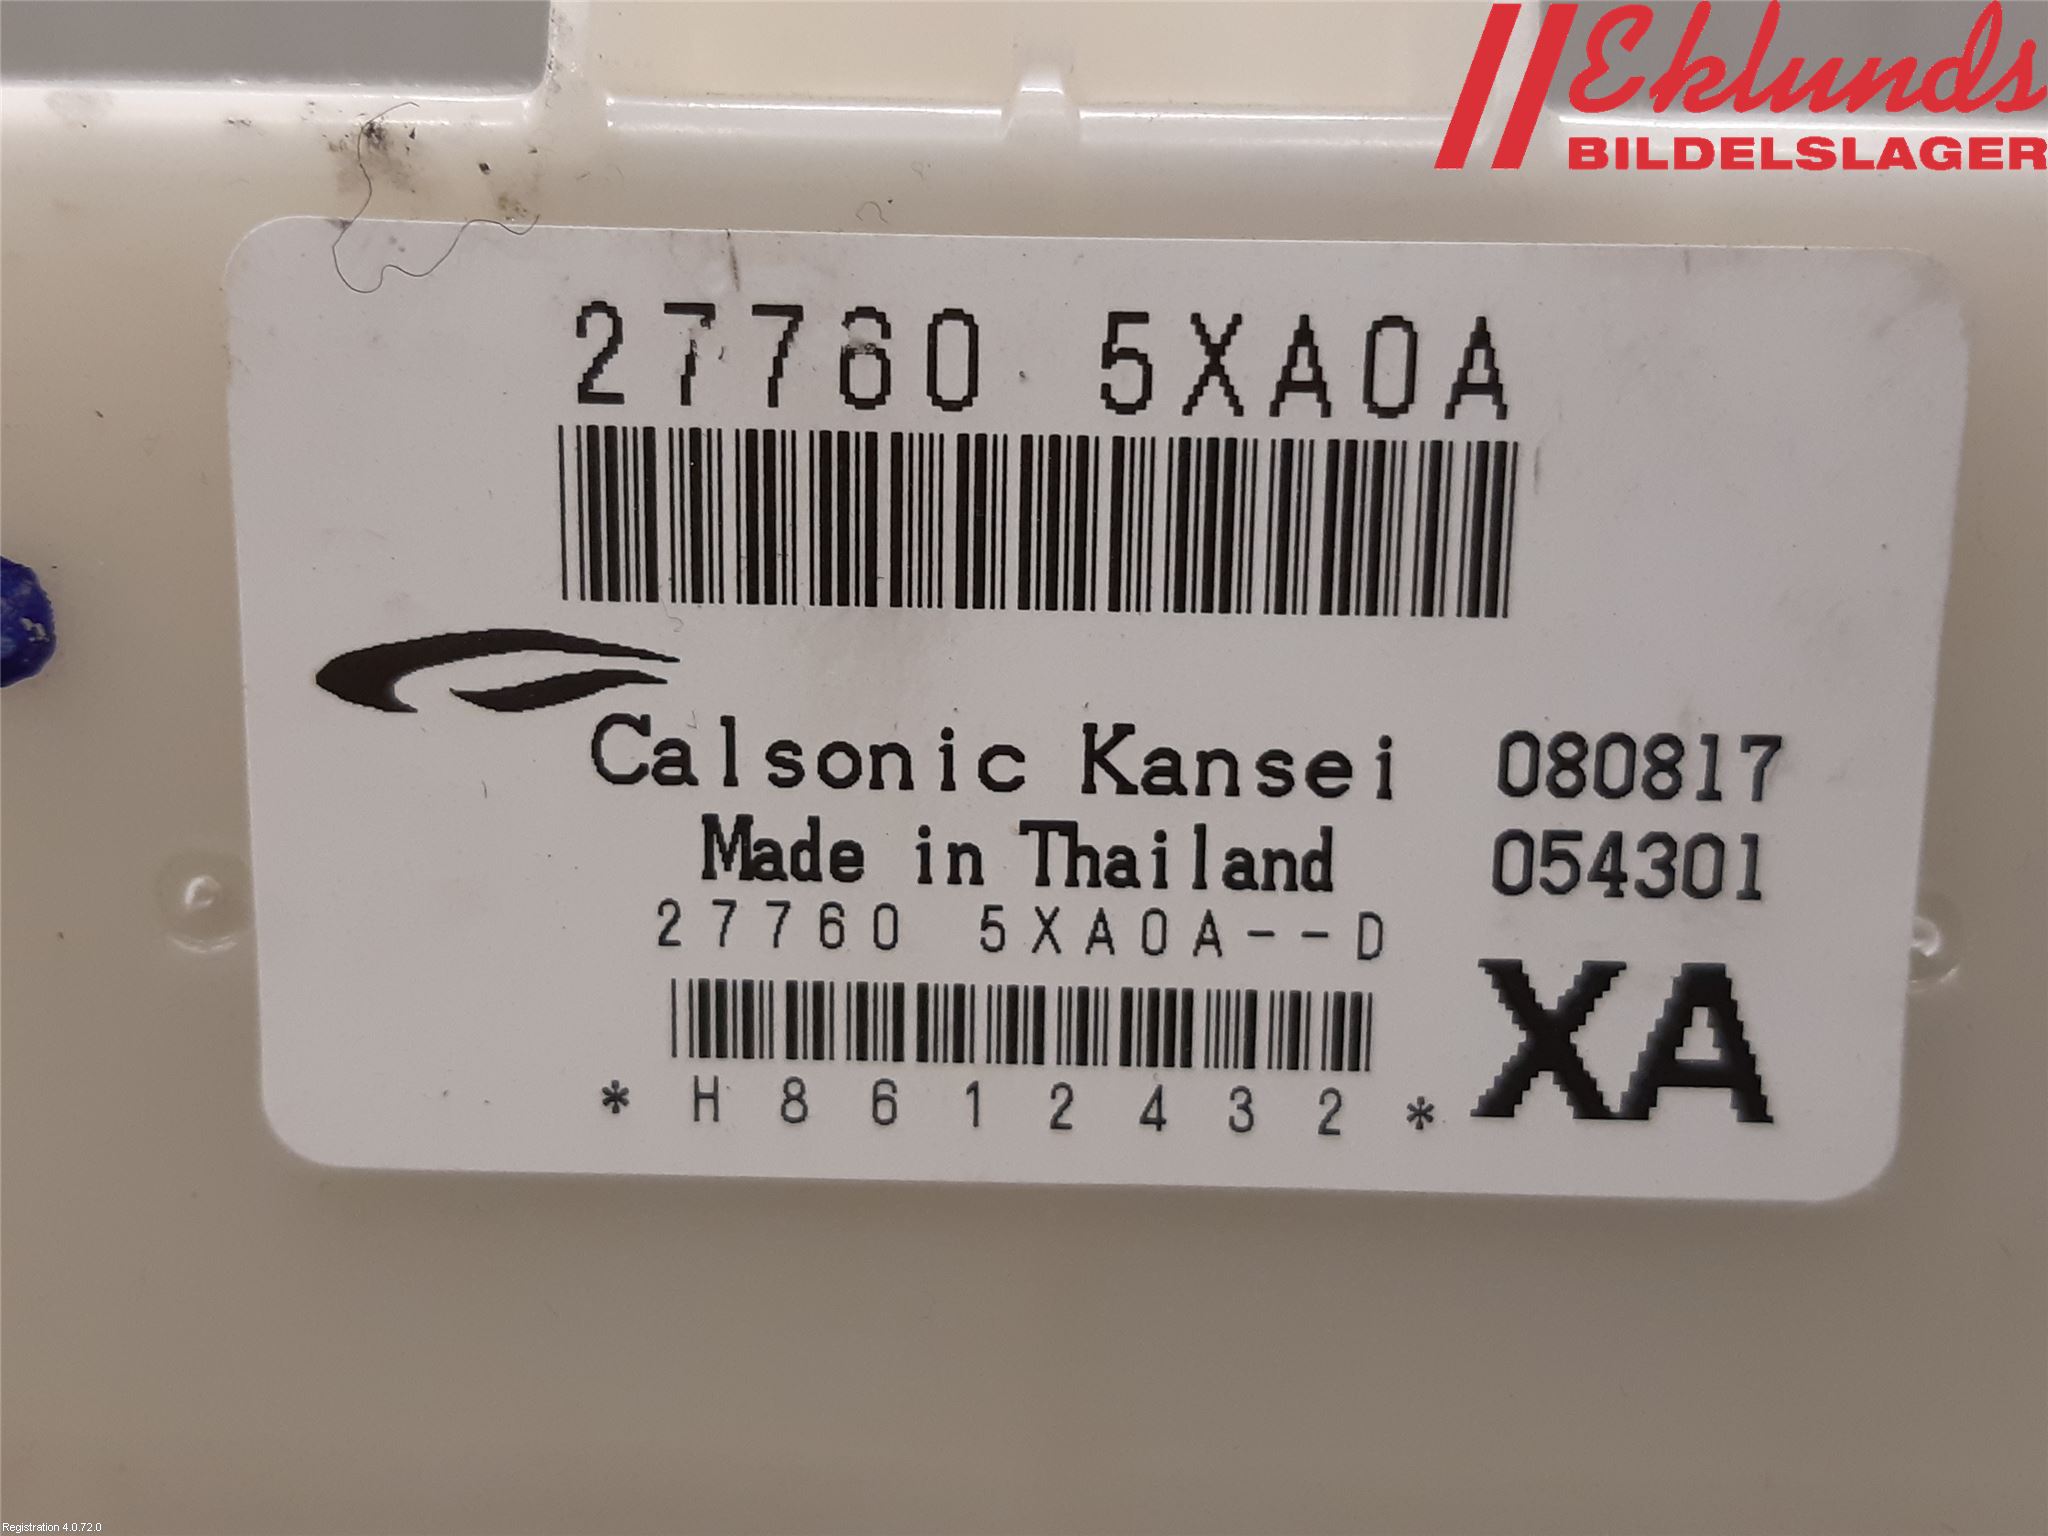 Eklunds
BILDELSLAGER
27760 5XA0A
Calsonic Kansei 080817
Made in Thailand 054301
27760 5XA0A--D
XA
*H8612432*
Registration 4.0.72.0